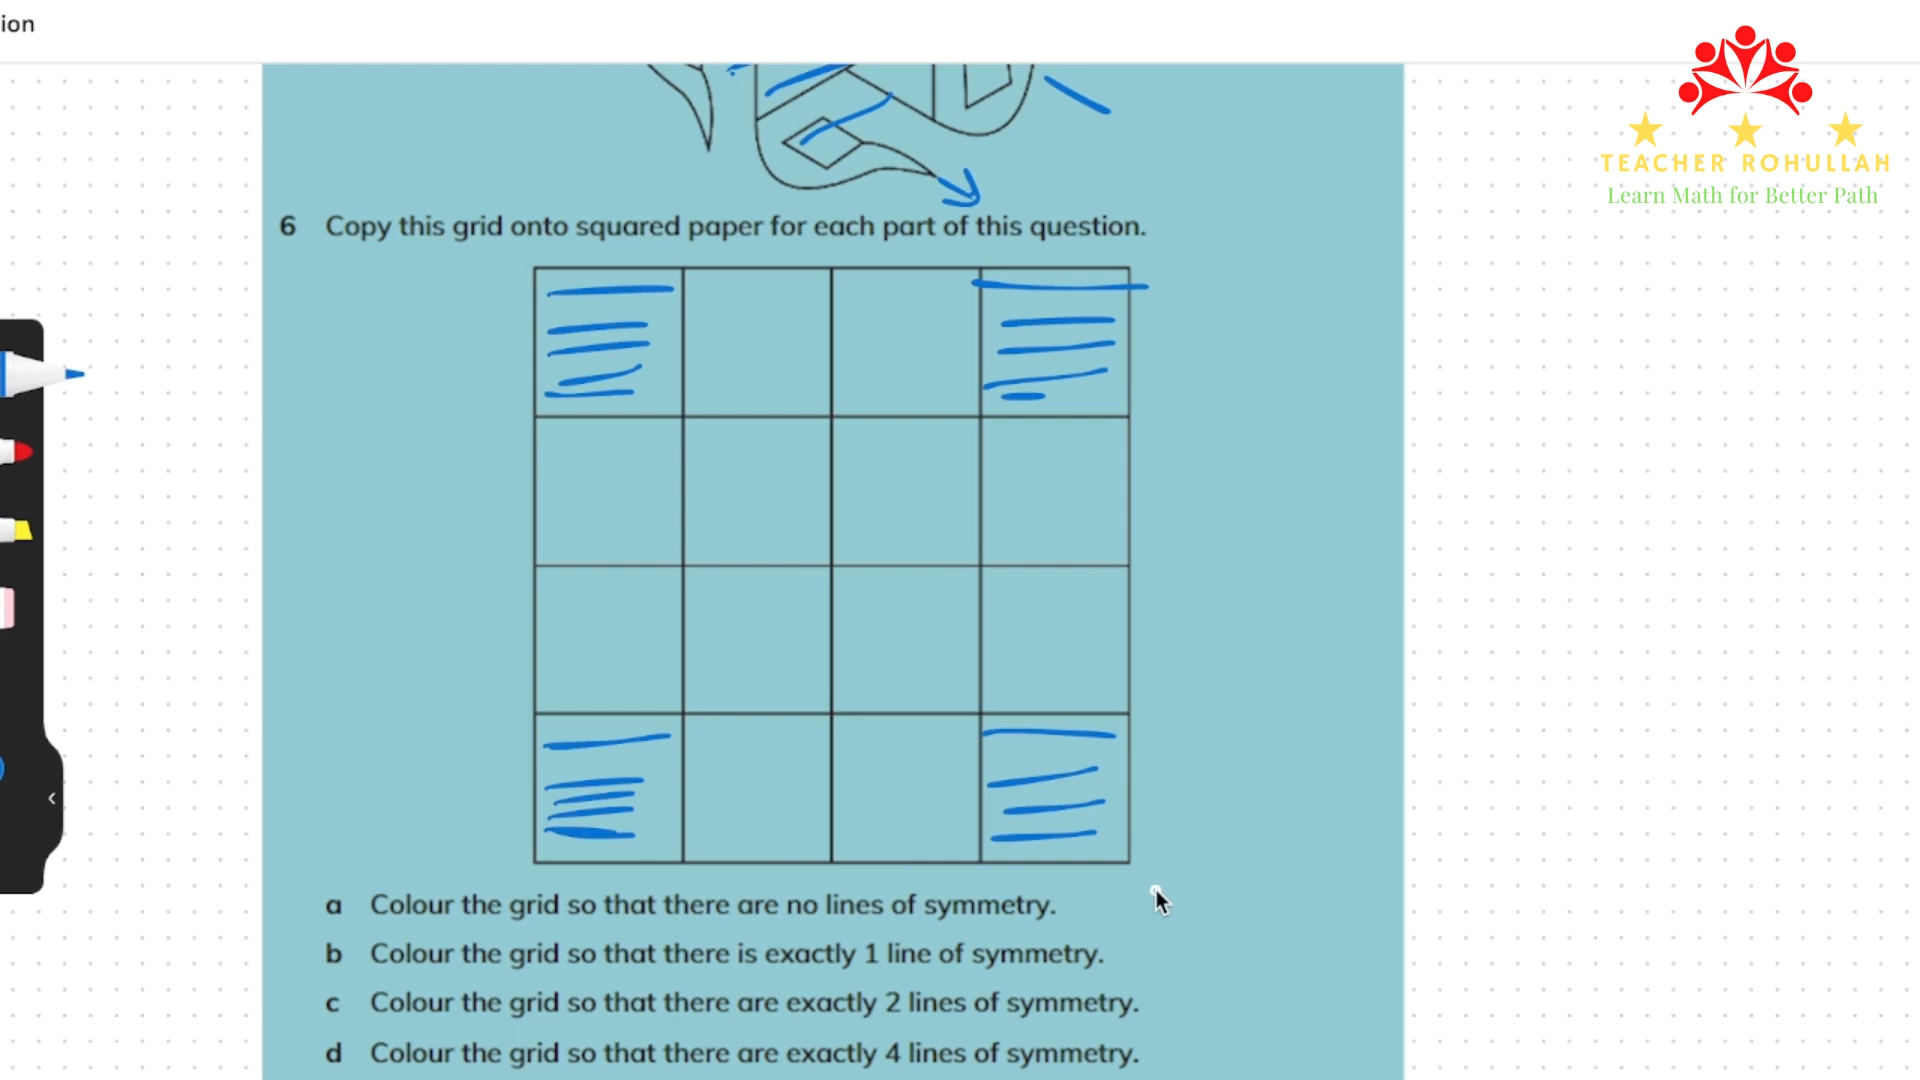 ion
TEACHER ROHULLAH
Learn Math for Better Path
6 Copy this grid onto squared paper for each part of this question.
a Colour the grid so that there are no lines of symmetry.
b Colour the grid so that there is exactly 1 line of symmetry.
c Colour the grid so that there are exactly 2 lines of symmetry.
d Colour the grid so that there are exactly 4 lines of symmetry.